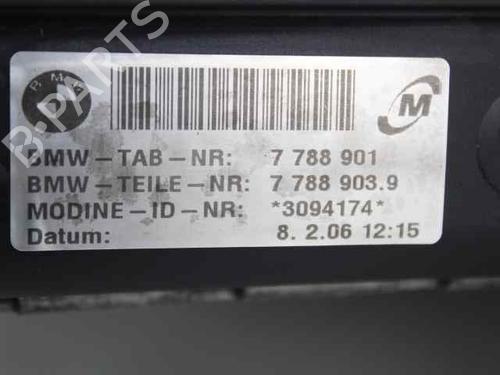 BMW
M
BMW-TAB-NR: 7 788 901
BMW-TEILE-NR: 7 788 903.9
MODINE-ID-NR: *3094174*
Datum: 8. 2.06 12:15
B-PARTS